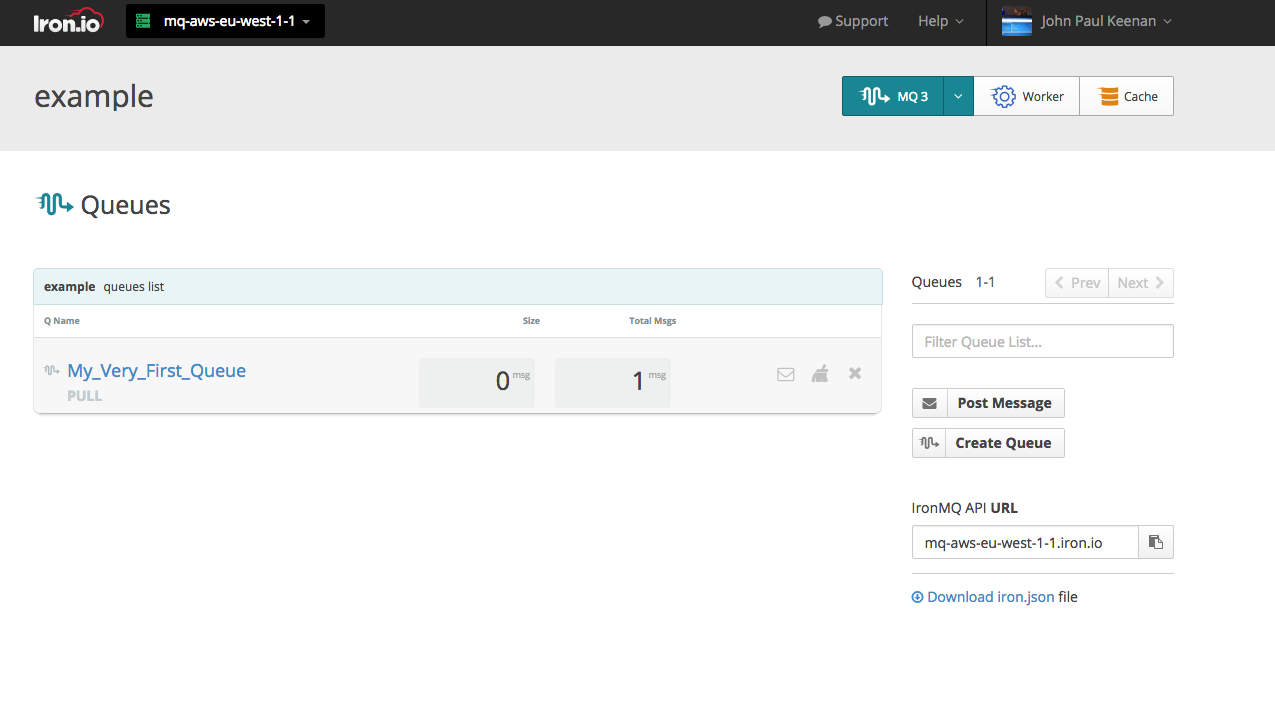 Iron.io mq-aws-eu-west-1-1 Support Help John Paul Keenan
example MQ 3 Worker Cache
Queues
example queues list
Q Name Size Total Msgs
My_Very_First_Queue 0 msg 1 msg
PULL
Queues 1-1 Prev Next
Filter Queue List...
Post Message
Create Queue
IronMQ API URL
mq-aws-eu-west-1-1.iron.io
Download iron.json file